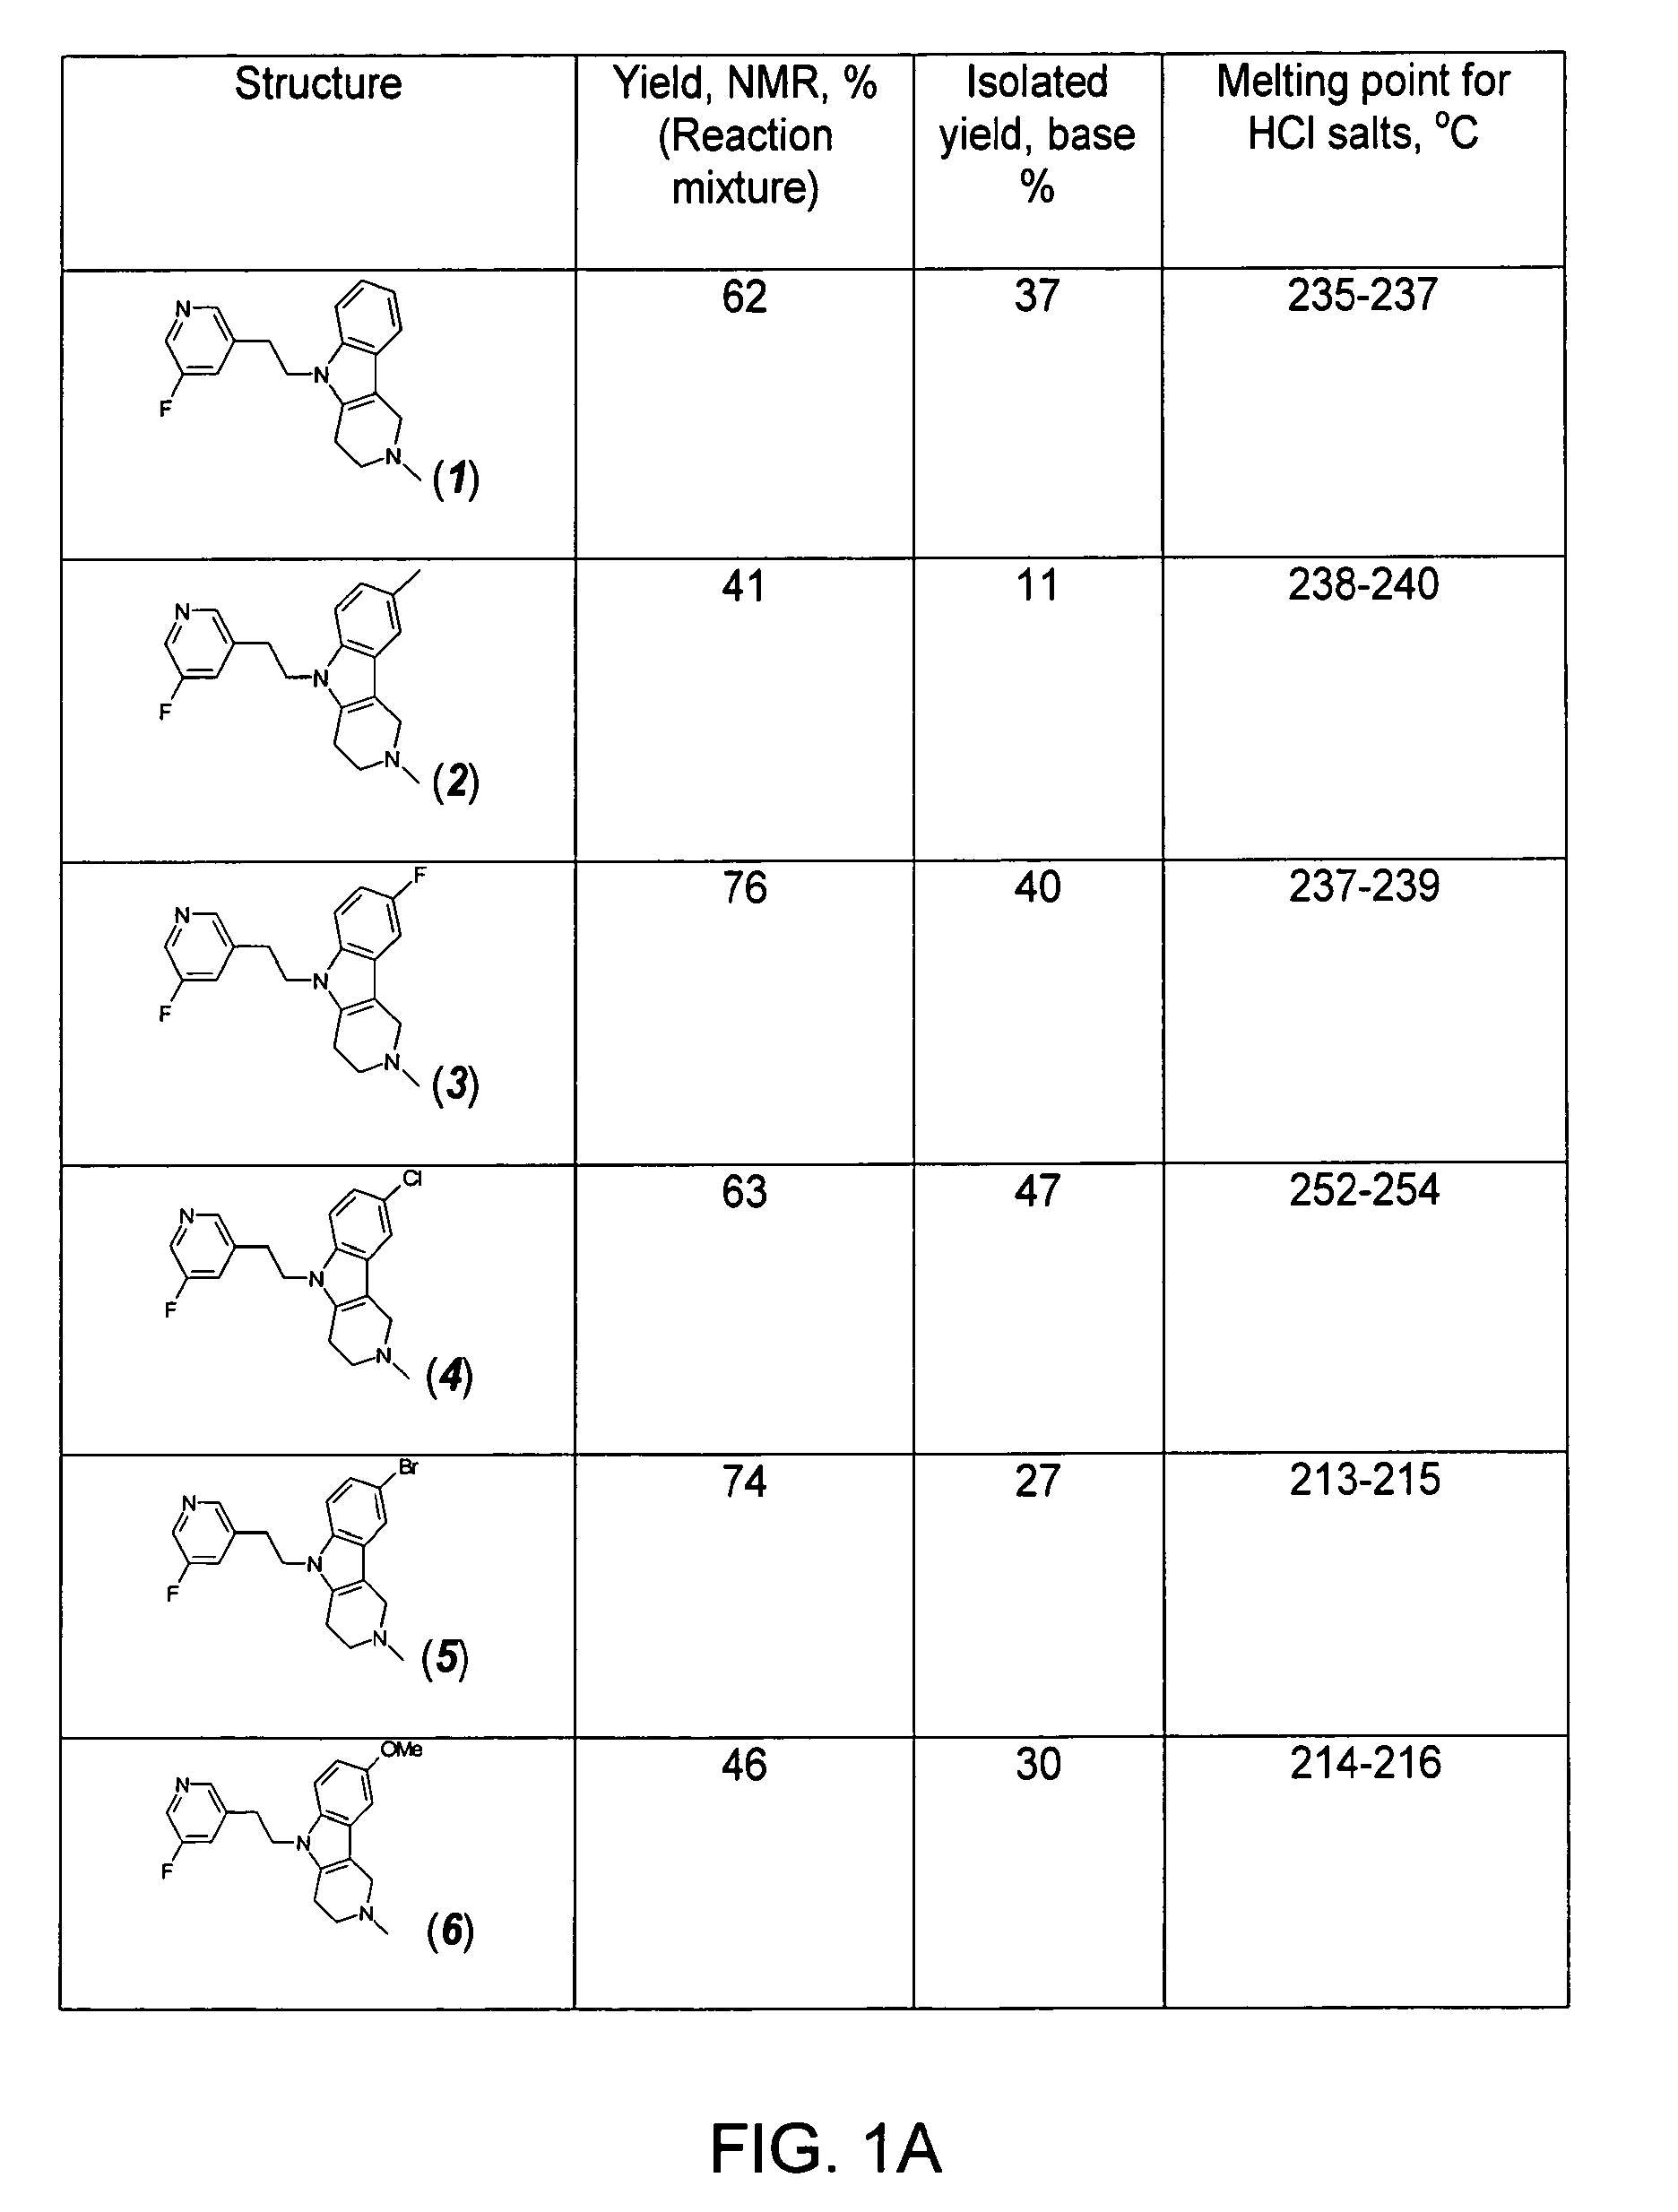 Structure
Yield, NMR, %
(Reaction
mixture)
Isolated
yield, base
%
Melting point for
HCl salts, °C
N
N
F
N
(1)
62
37
235-237
N
N
F
N
(2)
41
11
238-240
F
N
N
F
N
(3)
76
40
237-239
Cl
N
N
F
N
(4)
63
47
252-254
Br
N
N
F
N
(5)
74
27
213-215
OMe
N
N
F
N
(6)
46
30
214-216
FIG. 1A